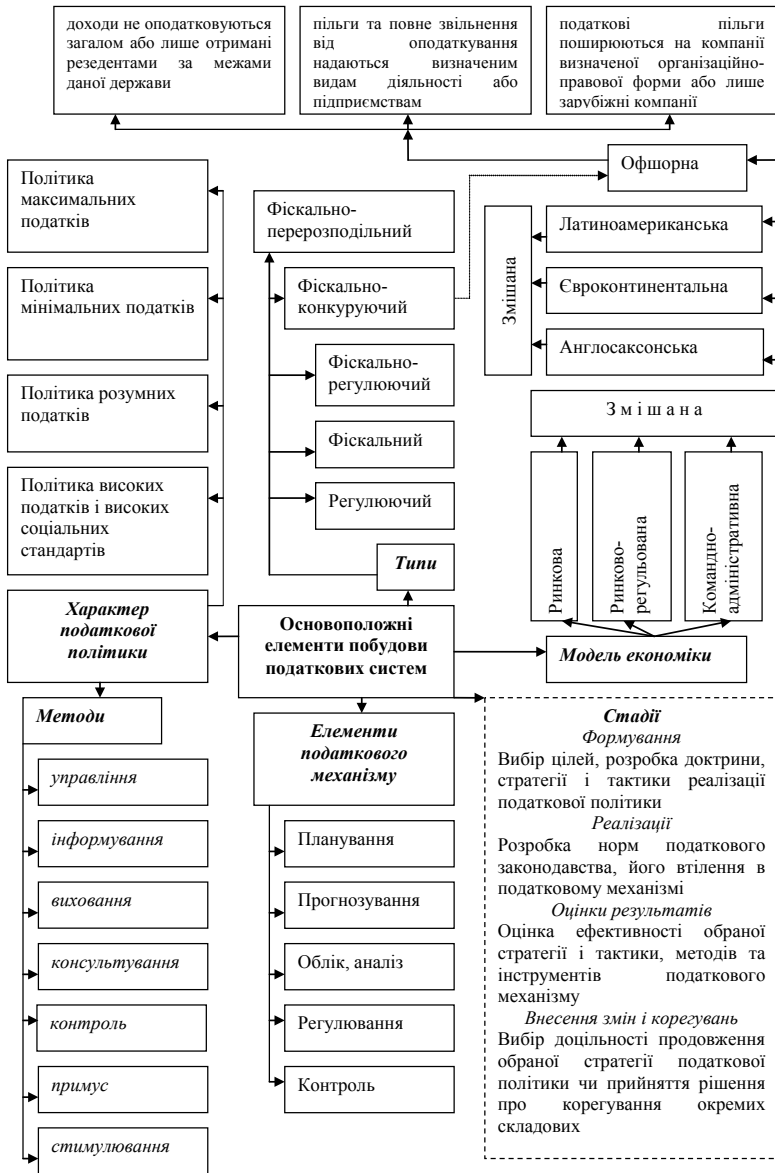 доходи не оподатковуються
загалом або лише отримані
резедентами за межами
даної держави
пільги та повне звільнення
від оподаткування
надаються визначеним
видам діяльності або
підприємствам
податкові пільги
поширюються на компанії
визначеної організаційно-
правової форми або лише
зарубіжні компанії
Офшорна
Політика
максимальних
податків
Політика
мінімальних податків
Політика розумних
податків
Політика високих
податків і високих
соціальних
стандартів
Фіскально-
перерозподільний
Фіскально-
конкуруючий
Фіскально-
регулюючий
Фіскальний
Регулюючий
Типи
Змішана
Латиноамериканська
Євроконтинентальна
Англосаксонська
Змішана
Ринкова
Ринково-
регульована
Командно-
адміністративна
Характер
податкової
політики
Основоположні
елементи побудови
податкових систем
Модель економіки
Методи
управління
інформування
виховання
консультування
контроль
примус
стимулювання
Елементи
податкового
механізму
Планування
Прогнозування
Облік, аналіз
Регулювання
Контроль
Стадії
Формування
Вибір цілей, розробка доктрини,
стратегії і тактики реалізації
податкової політики
Реалізації
Розробка норм податкового
законодавства, його втілення в
податковому механізмі
Оцінки результатів
Оцінка ефективності обраної
стратегії і тактики, методів та
інструментів податкового
механізму
Внесення змін і корегувань
Вибір доцільності продовження
обраної стратегії податкової
політики чи прийняття рішення
про корегування окремих
складових